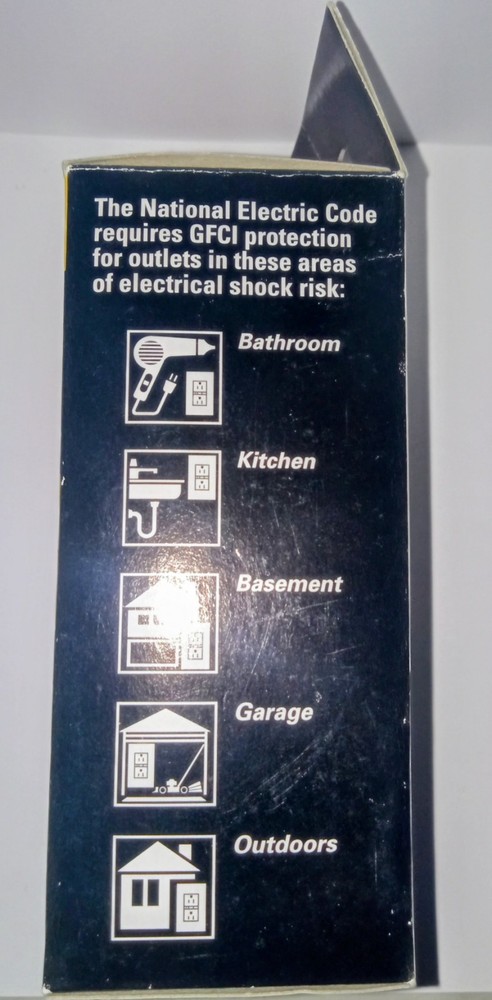 The National Electric Code
requires GFCI protection
for outlets in these areas
of electrical shock risk:
Bathroom
Kitchen
Basement
Garage
Outdoors